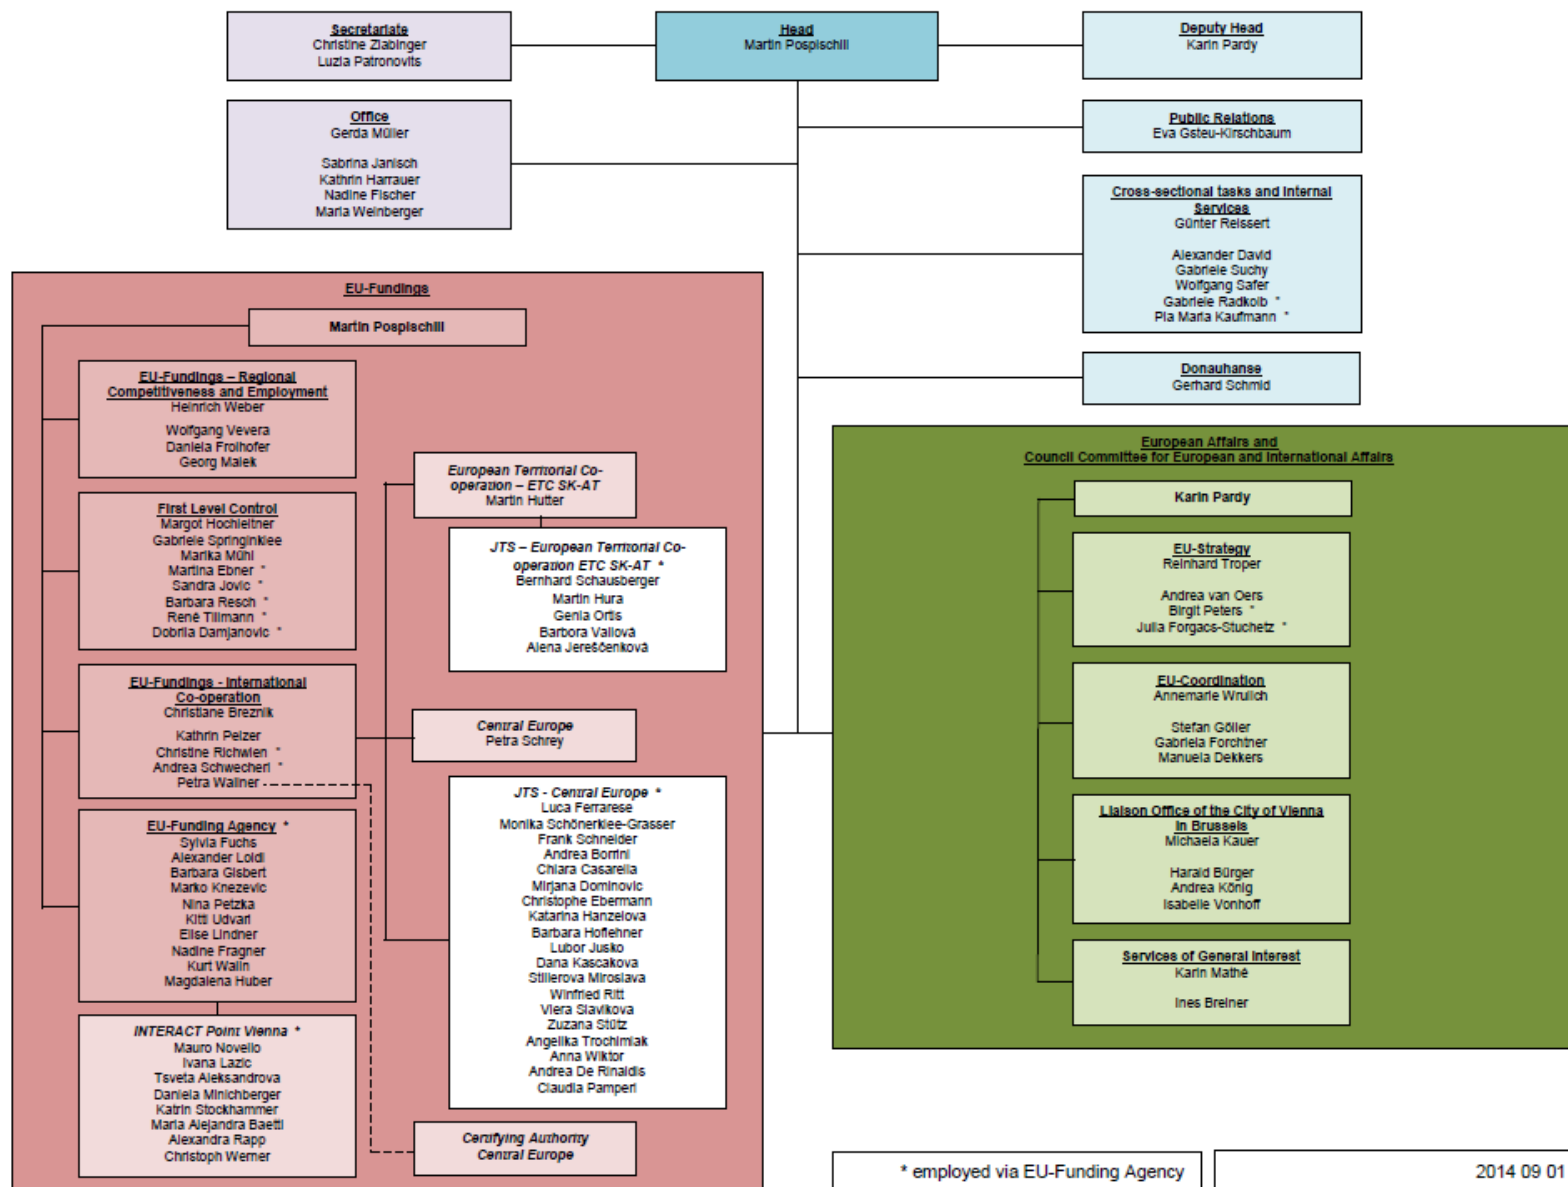 Secretariate
Christine Zlabinger
Luzia Patronovits
Head
Martin Pospischill
Deputy Head
Karin Pardy
Office
Gerda Müller
Sabrina Janisch
Kathrin Harrauer
Nadine Fischer
Maria Weinberger
Public Relations
Eva Gsteu-Kirschbaum
Cross-sectional tasks and Internal
Services
Günter Reissert
Alexander David
Gabriele Suchy
Wolfgang Safer
Gabriele Radkolb *
Pia Maria Kaufmann *
Donauhanse
Gerhard Schmid
EU-Fundings
Martin Pospischill
EU-Fundings – Regional
Competitiveness and Employment
Heinrich Weber
Wolfgang Vevera
Daniela Frolhofer
Georg Malek
First Level Control
Margot Hochleitner
Gabriele Springinklee
Marika Mühl
Martina Ebner *
Sandra Jovic *
Barbara Resch *
René Tillmann *
Dobrila Damjanovic *
EU-Fundings - International
Co-operation
Christiane Breznik
Kathrin Pelzer
Christine Richwien *
Andrea Schwecherl *
Petra Wallner
EU-Funding Agency *
Sylvia Fuchs
Alexander Loidl
Barbara Gisbert
Marko Knezevic
Nina Petzka
Kitti Udvari
Elise Lindner
Nadine Fragner
Kurt Walin
Magdalena Huber
INTERACT Point Vienna *
Mauro Novello
Ivana Lazic
Tsveta Aleksandrova
Daniela Minichberger
Katrin Stockhammer
Maria Alejandra Baetti
Alexandra Rapp
Christoph Werner
European Territorial Co-
operation – ETC SK-AT
Martin Hutter
JTS – European Territorial Co-
operation ETC SK-AT *
Bernhard Schausberger
Martin Hura
Genia Ortis
Barbora Vallová
Alena Jereščenková
Central Europe
Petra Schrey
JTS - Central Europe *
Luca Ferrarese
Monika Schönerklee-Grasser
Frank Schneider
Andrea Borrini
Chiara Casarella
Mirjana Dominovic
Christophe Ebermann
Katarina Hanzelova
Barbara Hoflehner
Lubor Jusko
Dana Kascakova
Stillerova Miroslava
Winfried Ritt
Viera Slavikova
Zuzana Stütz
Angelika Trochimiak
Anna Wiktor
Andrea De Rinaldis
Claudia Pamperl
Certifying Authority
Central Europe
European Affairs and
Council Committee for European and International Affairs
Karin Pardy
EU-Strategy
Reinhard Troper
Andrea van Oers
Birgit Peters *
Julia Forgacs-Stuchetz *
EU-Coordination
Annemarie Wrulich
Stefan Göller
Gabriela Forchtner
Manuela Dekkers
Liaison Office of the City of Vienna
in Brussels
Michaela Kauer
Harald Bürger
Andrea König
Isabelle Vonhoff
Services of General Interest
Karin Mathé
Ines Breiner
* employed via EU-Funding Agency
2014 09 01